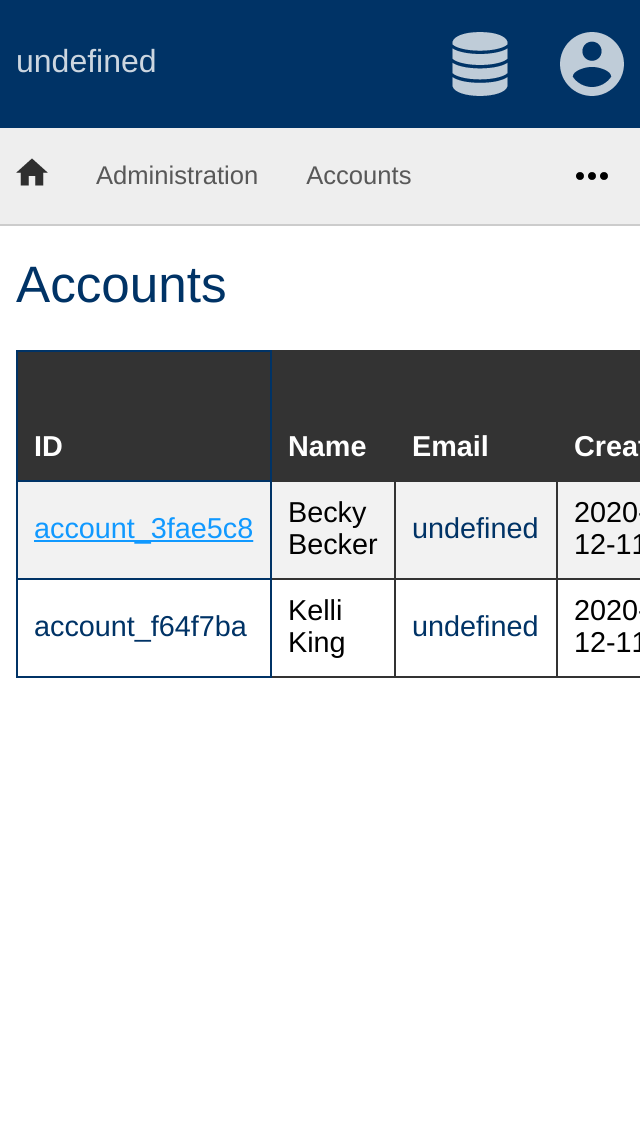 undefined
Administration Accounts
Accounts
ID Name Email
account_3fae5c8 Becky Becker undefined 2020-
12-11
account_f64f7ba Kelli King undefined 2020-
12-11